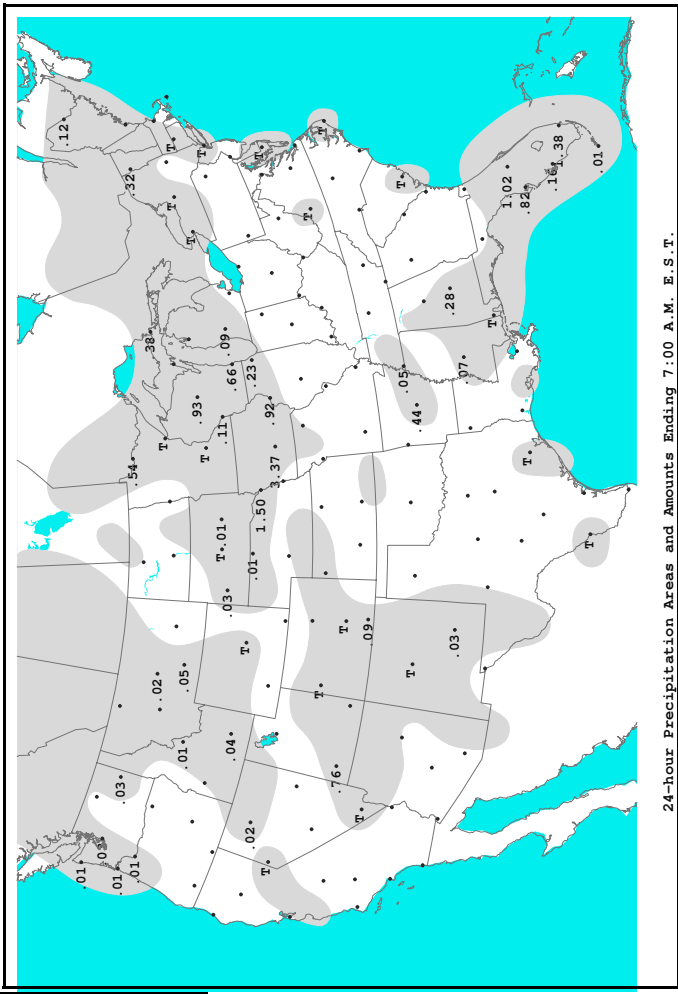 .12
.01
.03
.01
.03
.32
.54
.01
.38
.02
T
T
T
.01
.05
T
.93
T
T
.11
T
.01
.09
.03
.04
.66
T
.02
.01
.23
T
1.50
T
.92
3.37
T
T
T
.76
T
T
.09
T
.05
T
.44
.28
.03
.07
T
1.02
.82
T
.16
1.38
T
.01
24-hour Precipitation Areas and Amounts Ending 7:00 A.M. E.S.T.